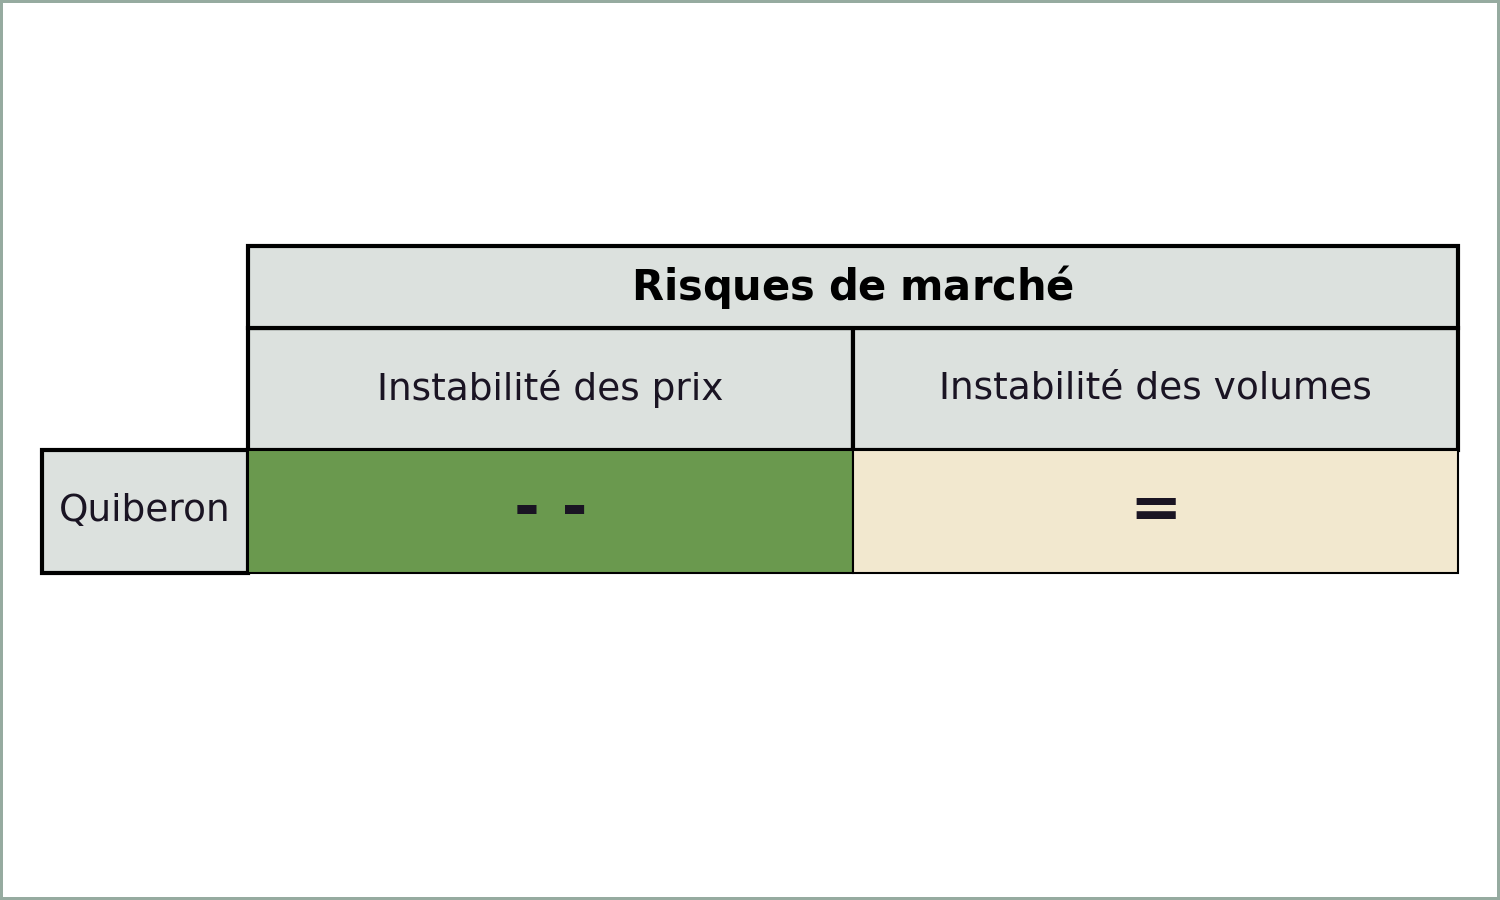 Risques de marché
Instabilité des prix
Instabilité des volumes
Quiberon
- -
=